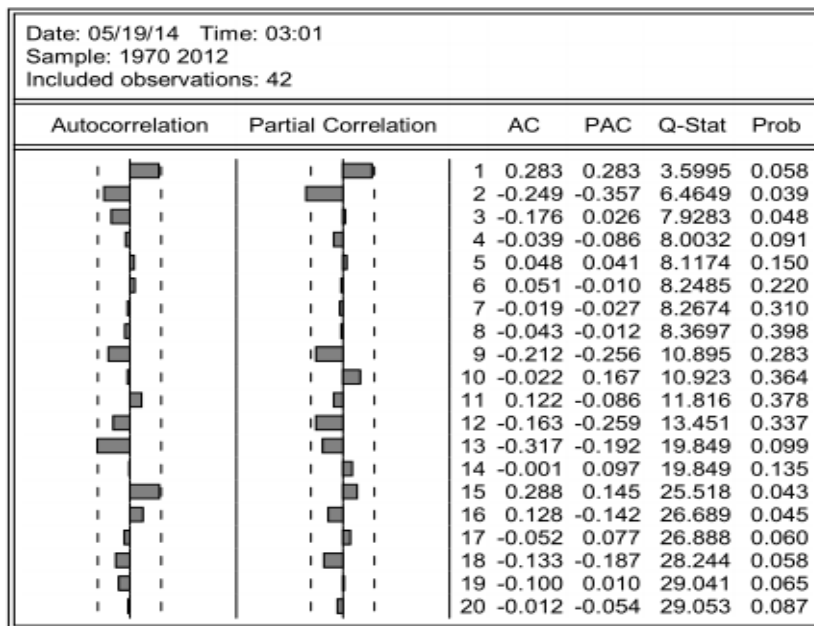 Date: 05/19/14 Time: 03:01
Sample: 1970 2012
Included observations: 42
Autocorrelation Partial Correlation AC PAC Q-Stat Prob
1 0.283 0.283 3.5995 0.058
2 -0.249 -0.357 6.4649 0.039
3 -0.176 0.026 7.9283 0.048
4 -0.039 -0.086 8.0032 0.091
5 0.048 0.041 8.1174 0.150
6 0.051 -0.010 8.2485 0.220
7 -0.019 -0.027 8.2674 0.310
8 -0.043 -0.012 8.3697 0.398
9 -0.212 -0.256 10.895 0.283
10 -0.022 0.167 10.923 0.364
11 0.122 -0.086 11.816 0.378
12 -0.163 -0.259 13.451 0.337
13 -0.317 -0.192 19.849 0.099
14 -0.001 0.097 19.849 0.135
15 0.288 0.145 25.518 0.043
16 0.128 -0.142 26.689 0.045
17 -0.052 0.077 26.888 0.060
18 -0.133 -0.187 28.244 0.058
19 -0.100 0.010 29.041 0.065
20 -0.012 -0.054 29.053 0.087